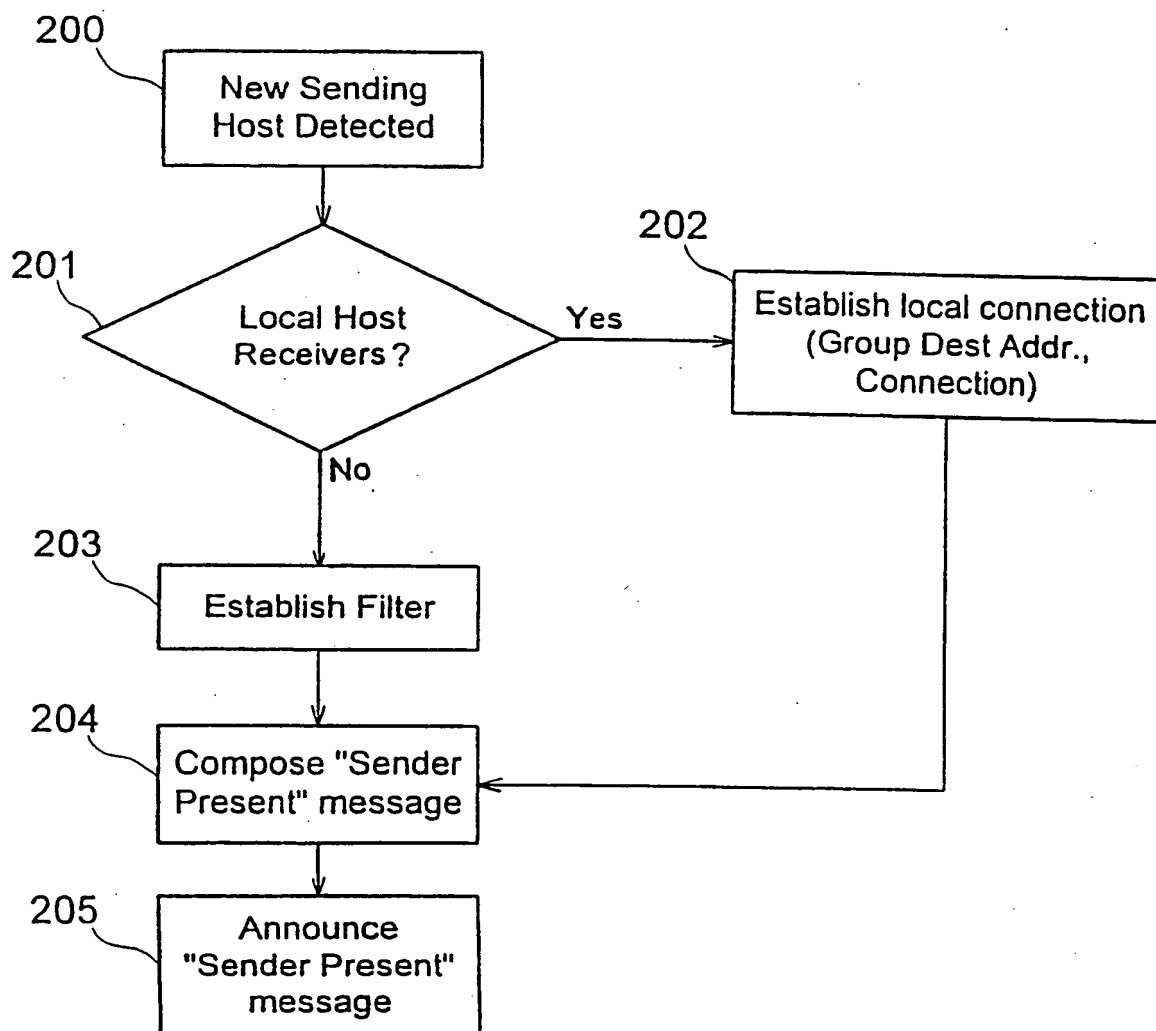 200
New Sending
Host Detected
201
Local Host
Receivers?
Yes
202
Establish local connection
(Group Dest Addr.,
Connection)
No
203
Establish Filter
204
Compose "Sender
Present" message
205
Announce
"Sender Present"
message